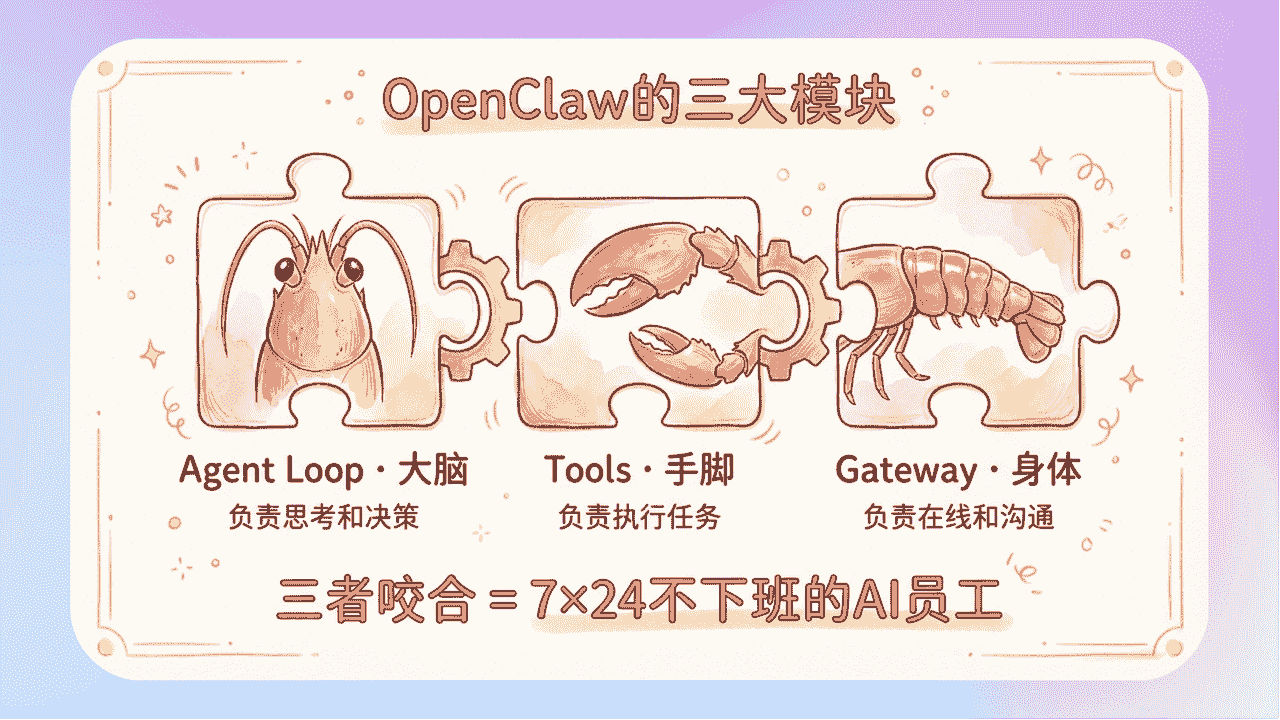 OpenClaw的三大模块
Agent Loop · 大脑
负责思考和决策
Tools · 手脚
负责执行任务
Gateway · 身体
负责在线和沟通
三者咬合 = 7×24不下班的AI员工